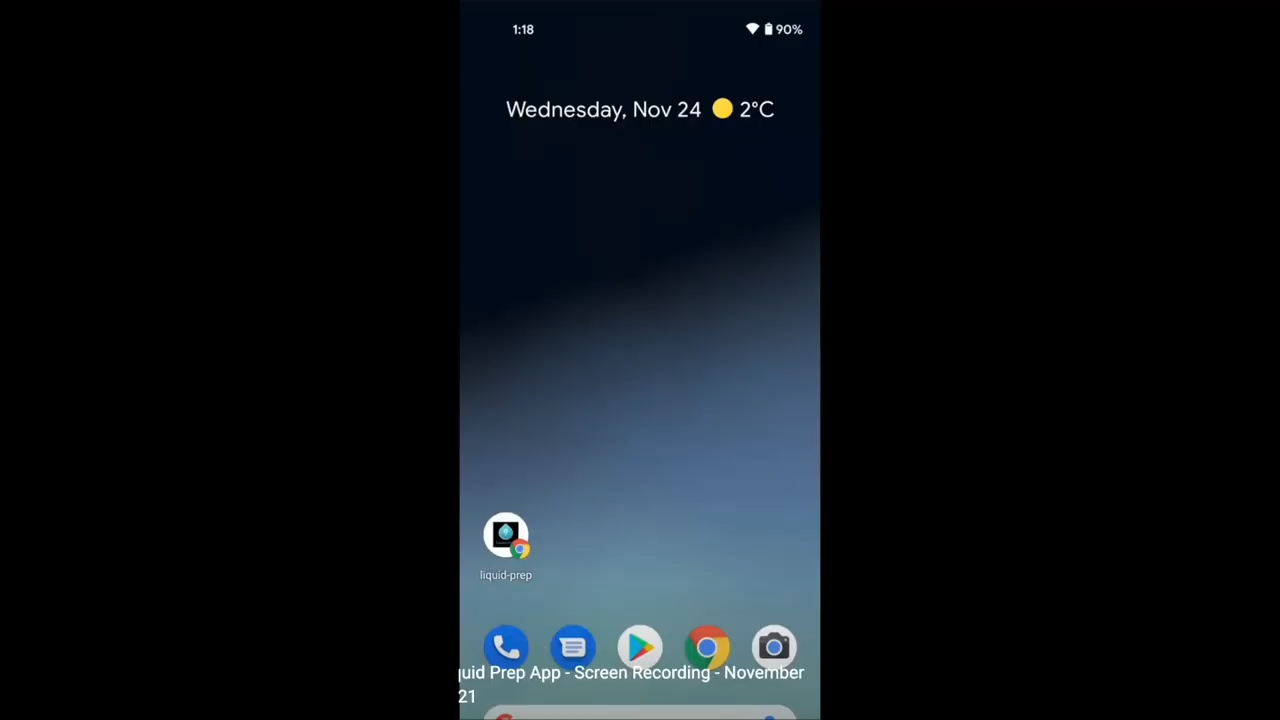 1:18 90%
Wednesday, Nov 24 2°C
liquid-prep
quid Prep App - Screen Recording - November
21